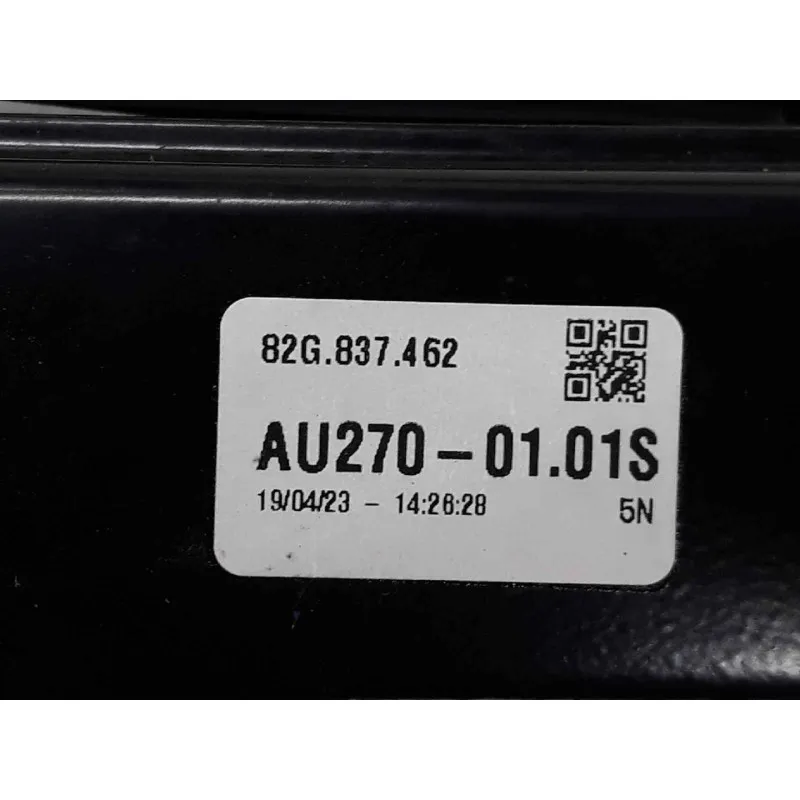 82G.837.462
AU270-01.01S
19/04/23 - 14:26:28
5N